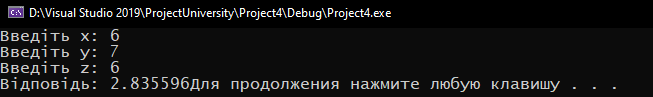 D:\Visual Studio 2019\ProjectUniversity\Project4\Debug\Project4.exe
Введіть x: 6
Введіть y: 7
Введіть z: 6
Відповідь: 2.835596Для продолжения нажмите любую клавишу . . .